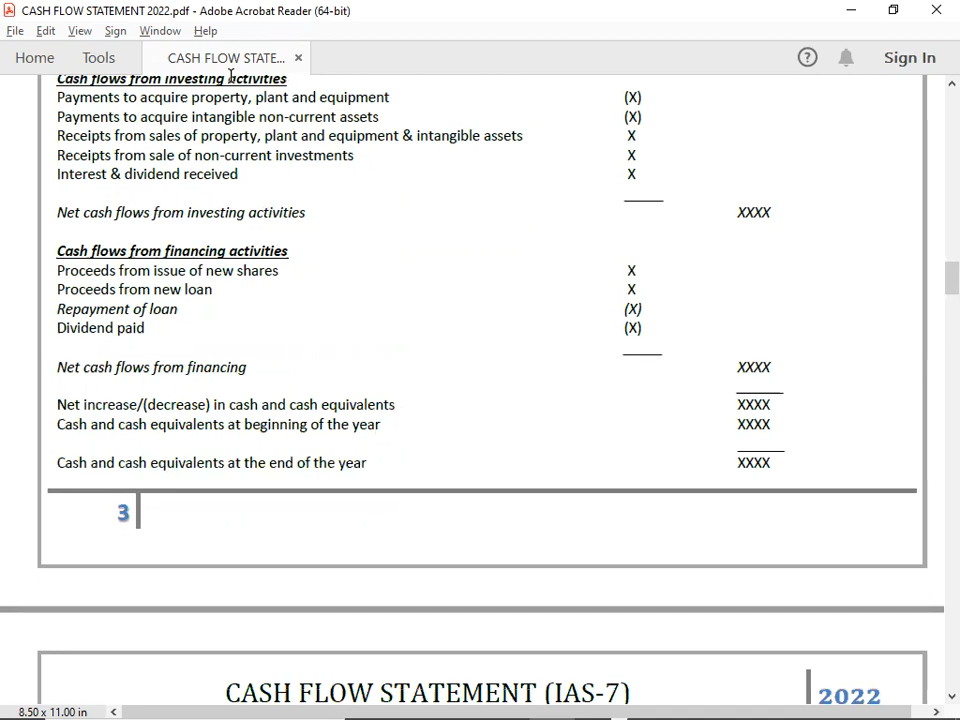 CASH FLOW STATEMENT 2022.pdf - Adobe Acrobat Reader (64-bit)
File Edit View Sign Window Help
Home Tools CASH FLOW STATE... × Sign In
Cash flows from investing activities
Payments to acquire property, plant and equipment (X)
Payments to acquire intangible non-current assets (X)
Receipts from sales of property, plant and equipment & intangible assets X
Receipts from sale of non-current investments X
Interest & dividend received X
Net cash flows from investing activities XXXX
Cash flows from financing activities
Proceeds from issue of new shares X
Proceeds from new loan X
Repayment of loan (X)
Dividend paid (X)
Net cash flows from financing XXXX
Net increase/(decrease) in cash and cash equivalents XXXX
Cash and cash equivalents at beginning of the year XXXX
Cash and cash equivalents at the end of the year XXXX
3
CASH FLOW STATEMENT (IAS-7) 2022
8.50 x 11.00 in